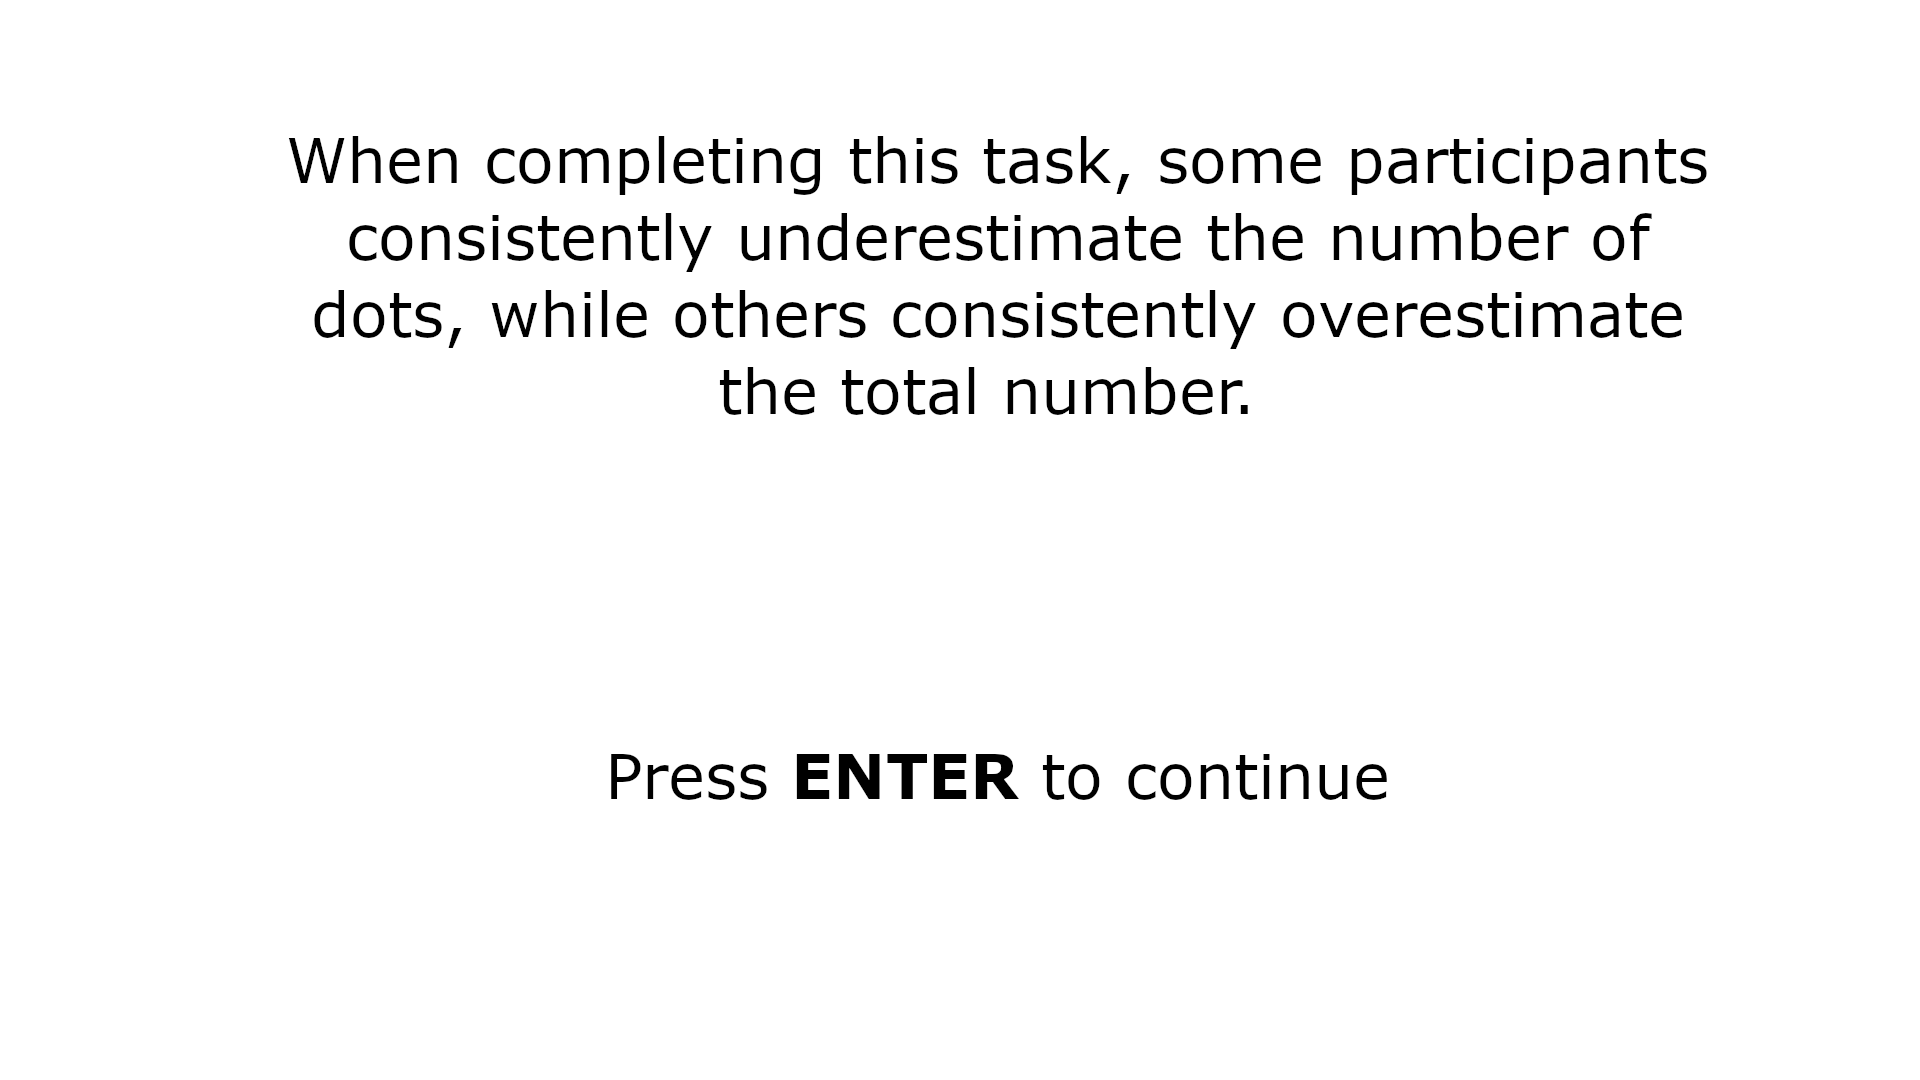 When completing this task, some participants
consistently underestimate the number of
dots, while others consistently overestimate
the total number.
Press ENTER to continue